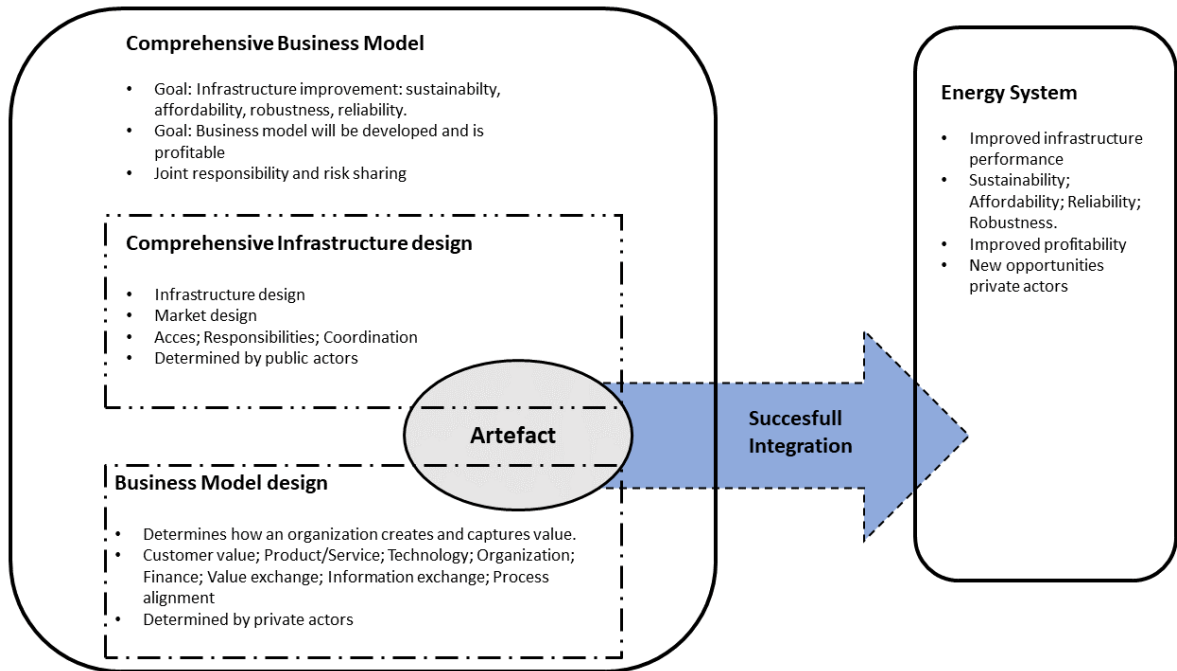 Comprehensive Business Model
• Goal: Infrastructure improvement: sustainabilty,
affordability, robustness, reliability.
• Goal: Business model will be developed and is
profitable
• Joint responsibility and risk sharing
Comprehensive Infrastructure design
• Infrastructure design
• Market design
• Acces; Responsibilities; Coordination
• Determined by public actors
Artefact
Business Model design
• Determines how an organization creates and captures value.
• Customer value; Product/Service; Technology; Organization;
Finance; Value exchange; Information exchange; Process
alignment
• Determined by private actors
Succesfull
Integration
Energy System
• Improved infrastructure
performance
• Sustainability;
Affordability; Reliability;
Robustness.
• Improved profitability
• New opportunities
private actors